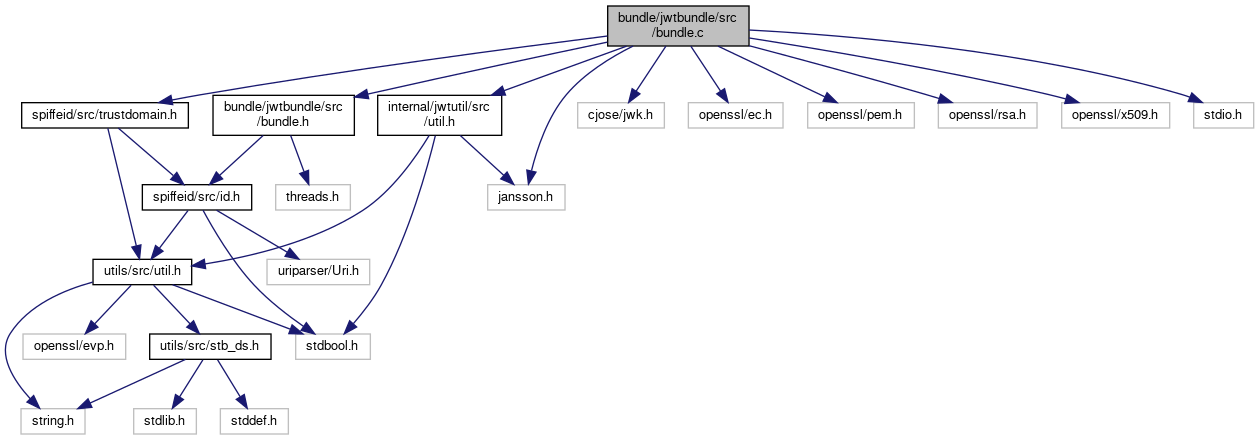 bundle/jwtbundle/src
/bundle.c
spiffeid/src/trustdomain.h
bundle/jwtbundle/src
/bundle.h
internal/jwtutil/src
/util.h
cjose/jwk.h
openssl/ec.h
openssl/pem.h
openssl/rsa.h
openssl/x509.h
stdio.h
spiffeid/src/id.h
threads.h
jansson.h
utils/src/util.h
uriparser/Uri.h
openssl/evp.h
utils/src/stb_ds.h
stdbool.h
string.h
stdlib.h
stddef.h